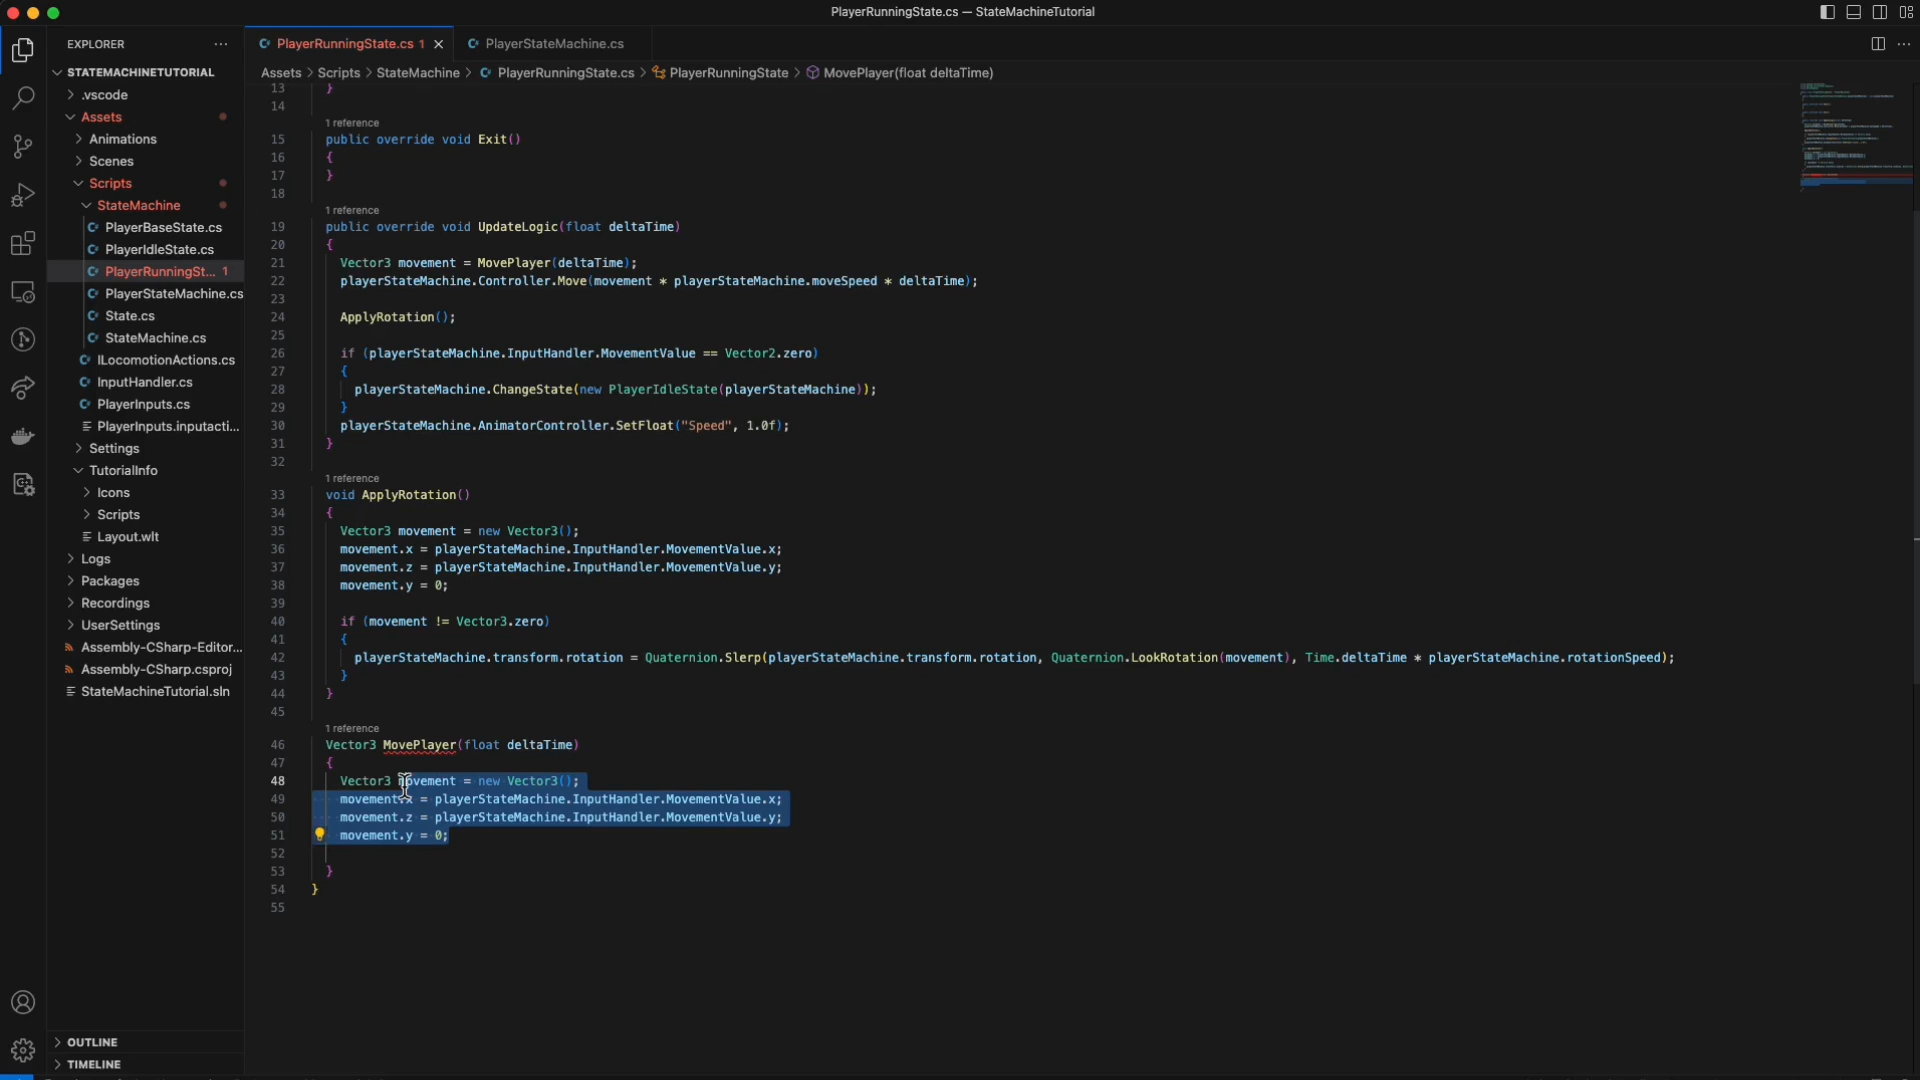 PlayerRunningState.cs — StateMachineTutorial
EXPLORER
STATEMACHINETUTORIAL
.vscode
Assets
Animations
Scenes
Scripts
StateMachine
PlayerBaseState.cs
PlayerIdleState.cs
PlayerRunningSt... 1
PlayerStateMachine.cs
State.cs
StateMachine.cs
ILocomotionActions.cs
InputHandler.cs
PlayerInputs.cs
PlayerInputs.inputacti...
Settings
TutorialInfo
Icons
Scripts
Layout.wlt
Logs
Packages
Recordings
UserSettings
Assembly-CSharp-Editor...
Assembly-CSharp.csproj
StateMachineTutorial.sln
OUTLINE
TIMELINE
PlayerRunningState.cs 1
PlayerStateMachine.cs
Assets > Scripts > StateMachine > PlayerRunningState.cs > PlayerRunningState > MovePlayer(float deltaTime)
13 }
14
1 reference
15 public override void Exit()
16 {
17 }
18
1 reference
19 public override void UpdateLogic(float deltaTime)
20 {
21 Vector3 movement = MovePlayer(deltaTime);
22 playerStateMachine.Controller.Move(movement * playerStateMachine.moveSpeed * deltaTime);
23
24 ApplyRotation();
25
26 if (playerStateMachine.InputHandler.MovementValue == Vector2.zero)
27 {
28 playerStateMachine.ChangeState(new PlayerIdleState(playerStateMachine));
29 }
30 playerStateMachine.AnimatorController.SetFloat("Speed", 1.0f);
31 }
32
1 reference
33 void ApplyRotation()
34 {
35 Vector3 movement = new Vector3();
36 movement.x = playerStateMachine.InputHandler.MovementValue.x;
37 movement.z = playerStateMachine.InputHandler.MovementValue.y;
38 movement.y = 0;
39
40 if (movement != Vector3.zero)
41 {
42 playerStateMachine.transform.rotation = Quaternion.Slerp(playerStateMachine.transform.rotation, Quaternion.LookRotation(movement), Time.deltaTime * playerStateMachine.rotationSpeed);
43 }
44 }
45
1 reference
46 Vector3 MovePlayer(float deltaTime)
47 {
48 Vector3 movement = new Vector3();
49 movement.x = playerStateMachine.InputHandler.MovementValue.x;
50 movement.z = playerStateMachine.InputHandler.MovementValue.y;
51 movement.y = 0;
52
53 }
54 }
55